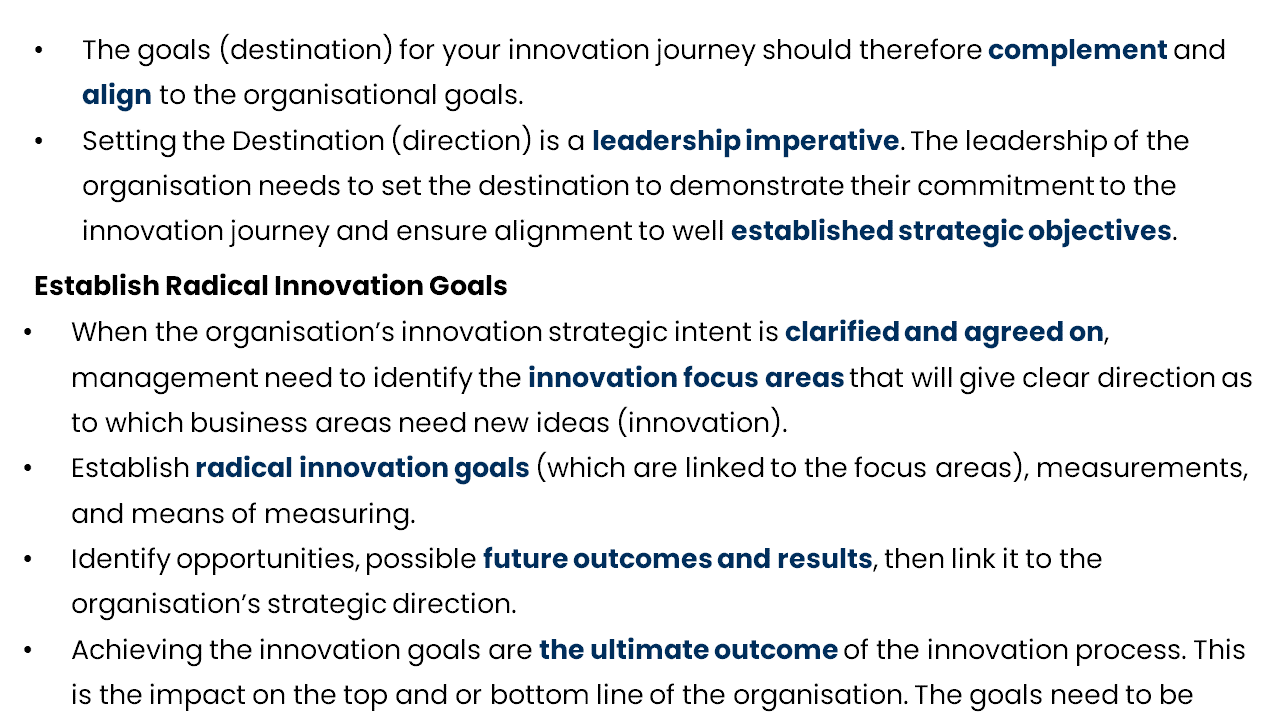 • The goals (destination) for your innovation journey should therefore complement and
align to the organisational goals.
• Setting the Destination (direction) is a leadership imperative. The leadership of the
organisation needs to set the destination to demonstrate their commitment to the
innovation journey and ensure alignment to well established strategic objectives.
Establish Radical Innovation Goals
• When the organisation’s innovation strategic intent is clarified and agreed on,
management need to identify the innovation focus areas that will give clear direction as
to which business areas need new ideas (innovation).
• Establish radical innovation goals (which are linked to the focus areas), measurements,
and means of measuring.
• Identify opportunities, possible future outcomes and results, then link it to the
organisation’s strategic direction.
• Achieving the innovation goals are the ultimate outcome of the innovation process. This
is the impact on the top and or bottom line of the organisation. The goals need to be